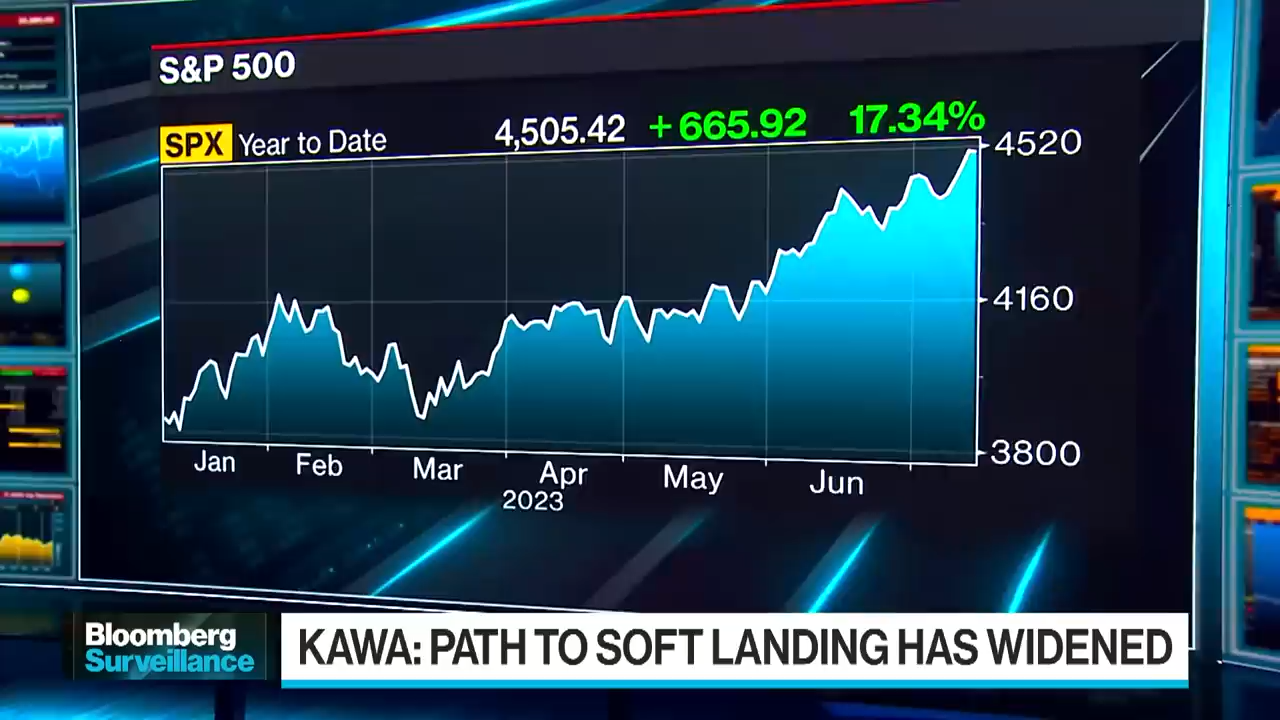 S&P 500
SPX Year to Date 4,505.42 +665.92 17.34%
4520
4160
3800
Jan Feb Mar Apr May Jun
2023
Bloomberg
Surveillance
KAWA: PATH TO SOFT LANDING HAS WIDENED